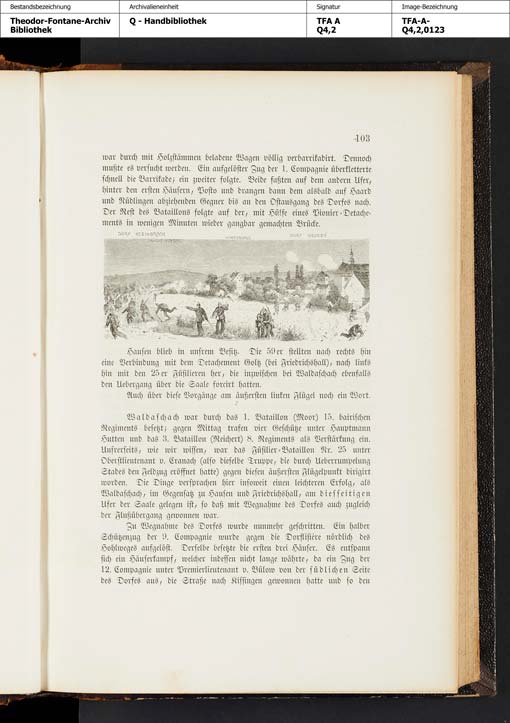 Bestandsbezeichnung Archivalieneinheit Signatur Image-Bezeichnung
Theodor-Fontane-Archiv Q - Handbibliothek TFA A TFA-A-
Bibliothek Q4,2 Q4,2,0123
403
war durch mit Holzstämmen beladene Wagen völlig verbarrikadirt. Dennoch
mußte es versucht werden. Ein aufgelöster Zug der 1. Compagnie überkletterte
schnell die Barrikade; ein zweiter folgte. Beide faßten auf dem andern Ufer,
hinter den ersten Häusern, Posto und drangen dann dem alsbald auf Haard
und Nüdlingen abziehenden Gegner bis an den Ostausgang des Dorfes nach.
Der Rest des Bataillons folgte auf der, mit Hülfe eines Pionier-Detache-
ments in wenigen Minuten wieder gangbar gemachten Brücke.
Hausen blieb in unsrem Besitz. Die 59er stellten nach rechts hin
eine Verbindung mit dem Detachement Goltz (bei Friedrichshall), nach links
hin mit den 25er Füsilieren her, die inzwischen bei Waldaschach ebenfalls
den Uebergang über die Saale forcirt hatten.
Auch über diese Vorgänge am äußersten linken Flügel noch ein Wort.
Waldaschach war durch das 1. Bataillon (Moor) 15. bairischen
Regiments besetzt; gegen Mittag trafen vier Geschütze unter Hauptmann
Hutten und das 3. Bataillon (Reichert) 8. Regiments als Verstärkung ein.
Unsrerseits, wie wir wissen, war das Füsilier-Bataillon Nr. 25 unter
Oberstlieutenant v. Cranach (also dieselbe Truppe, die durch Ueberrumpelung
Stades den Feldzug eröffnet hatte) gegen diesen äußersten Flügelpunkt dirigirt
worden. Die Dinge versprachen hier insoweit einen leichteren Erfolg, als
Waldaschach, im Gegensatz zu Hausen und Friedrichshall, am diesseitigen
Ufer der Saale gelegen ist, so daß mit Wegnahme des Dorfes auch zugleich
der Flußübergang gewonnen war.
Zu Wegnahme des Dorfes wurde nunmehr geschritten. Ein halber
Schützenzug der 9. Compagnie wurde gegen die Dorflisière nördlich des
Hohlweges aufgelöst. Derselbe besetzte die ersten drei Häuser. Es entspann
sich ein Häuserkampf, welcher indessen nicht lange währte, da ein Zug der
12. Compagnie unter Premierlieutenant v. Bülow von der südlichen Seite
des Dorfes aus, die Straße nach Kissingen gewonnen hatte und so den